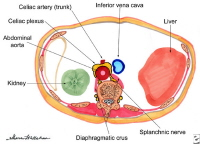 Celiac artery (trunk)
Inferior vena cava
Celiac plexus
Liver
Abdominal
aorta
Kidney
Splanchnic nerve
Diaphragmatic crus